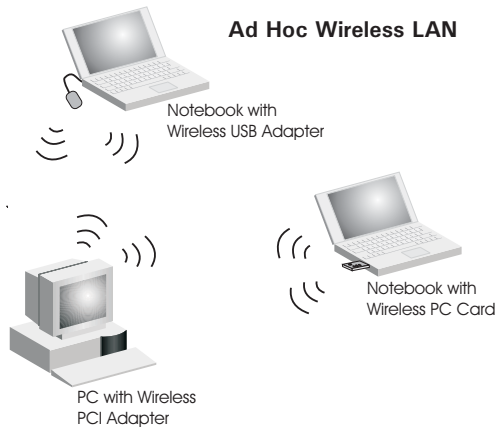 Ad Hoc Wireless LAN
Notebook with
Wireless USB Adapter
Notebook with
Wireless PC Card
PC with Wireless
PCI Adapter